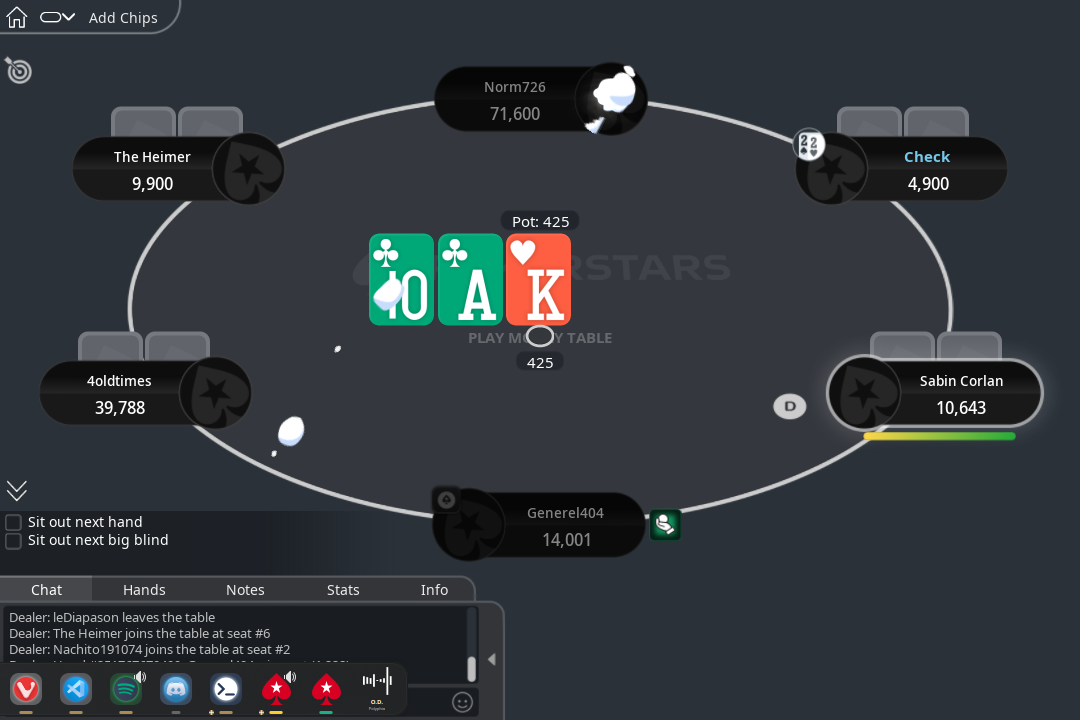 Add Chips
Norm726
71,600
The Heimer
9,900
Check
4,900
Pot: 425
10 A K
PLAY MONEY TABLE
425
4oldtimes
39,788
Sabin Corlan
10,643
D
Generel404
14,001
Sit out next hand
Sit out next big blind
Chat Hands Notes Stats Info
Dealer: leDiapason leaves the table
Dealer: The Heimer joins the table at seat #6
Dealer: Nachito191074 joins the table at seat #2
O.D.